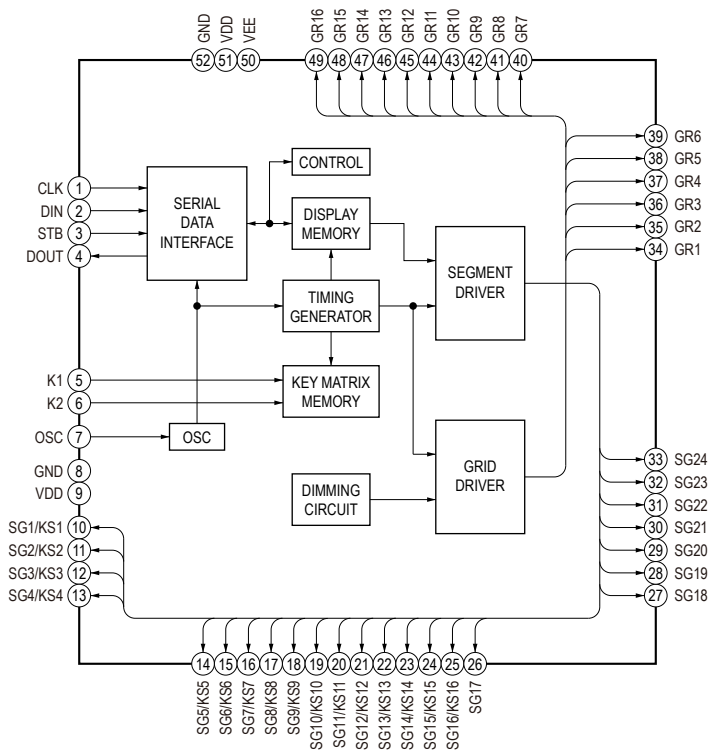 GND
VDD
VEE
GR16
GR15
GR14
GR13
GR12
GR11
GR10
GR9
GR8
GR7
52
51
50
49
48
47
46
45
44
43
42
41
40
CLK 1
DIN 2
STB 3
DOUT 4
K1 5
K2 6
OSC 7
GND 8
VDD 9
SG1/KS1 10
SG2/KS2 11
SG3/KS3 12
SG4/KS4 13
SERIAL
DATA
INTERFACE
CONTROL
DISPLAY
MEMORY
TIMING
GENERATOR
KEY MATRIX
MEMORY
OSC
DIMMING
CIRCUIT
SEGMENT
DRIVER
GRID
DRIVER
39 GR6
38 GR5
37 GR4
36 GR3
35 GR2
34 GR1
33 SG24
32 SG23
31 SG22
30 SG21
29 SG20
28 SG19
27 SG18
14
15
16
17
18
19
20
21
22
23
24
25
26
SG5/KS5
SG6/KS6
SG7/KS7
SG8/KS8
SG9/KS9
SG10/KS10
SG11/KS11
SG12/KS12
SG13/KS13
SG14/KS14
SG15/KS15
SG16/KS16
SG17